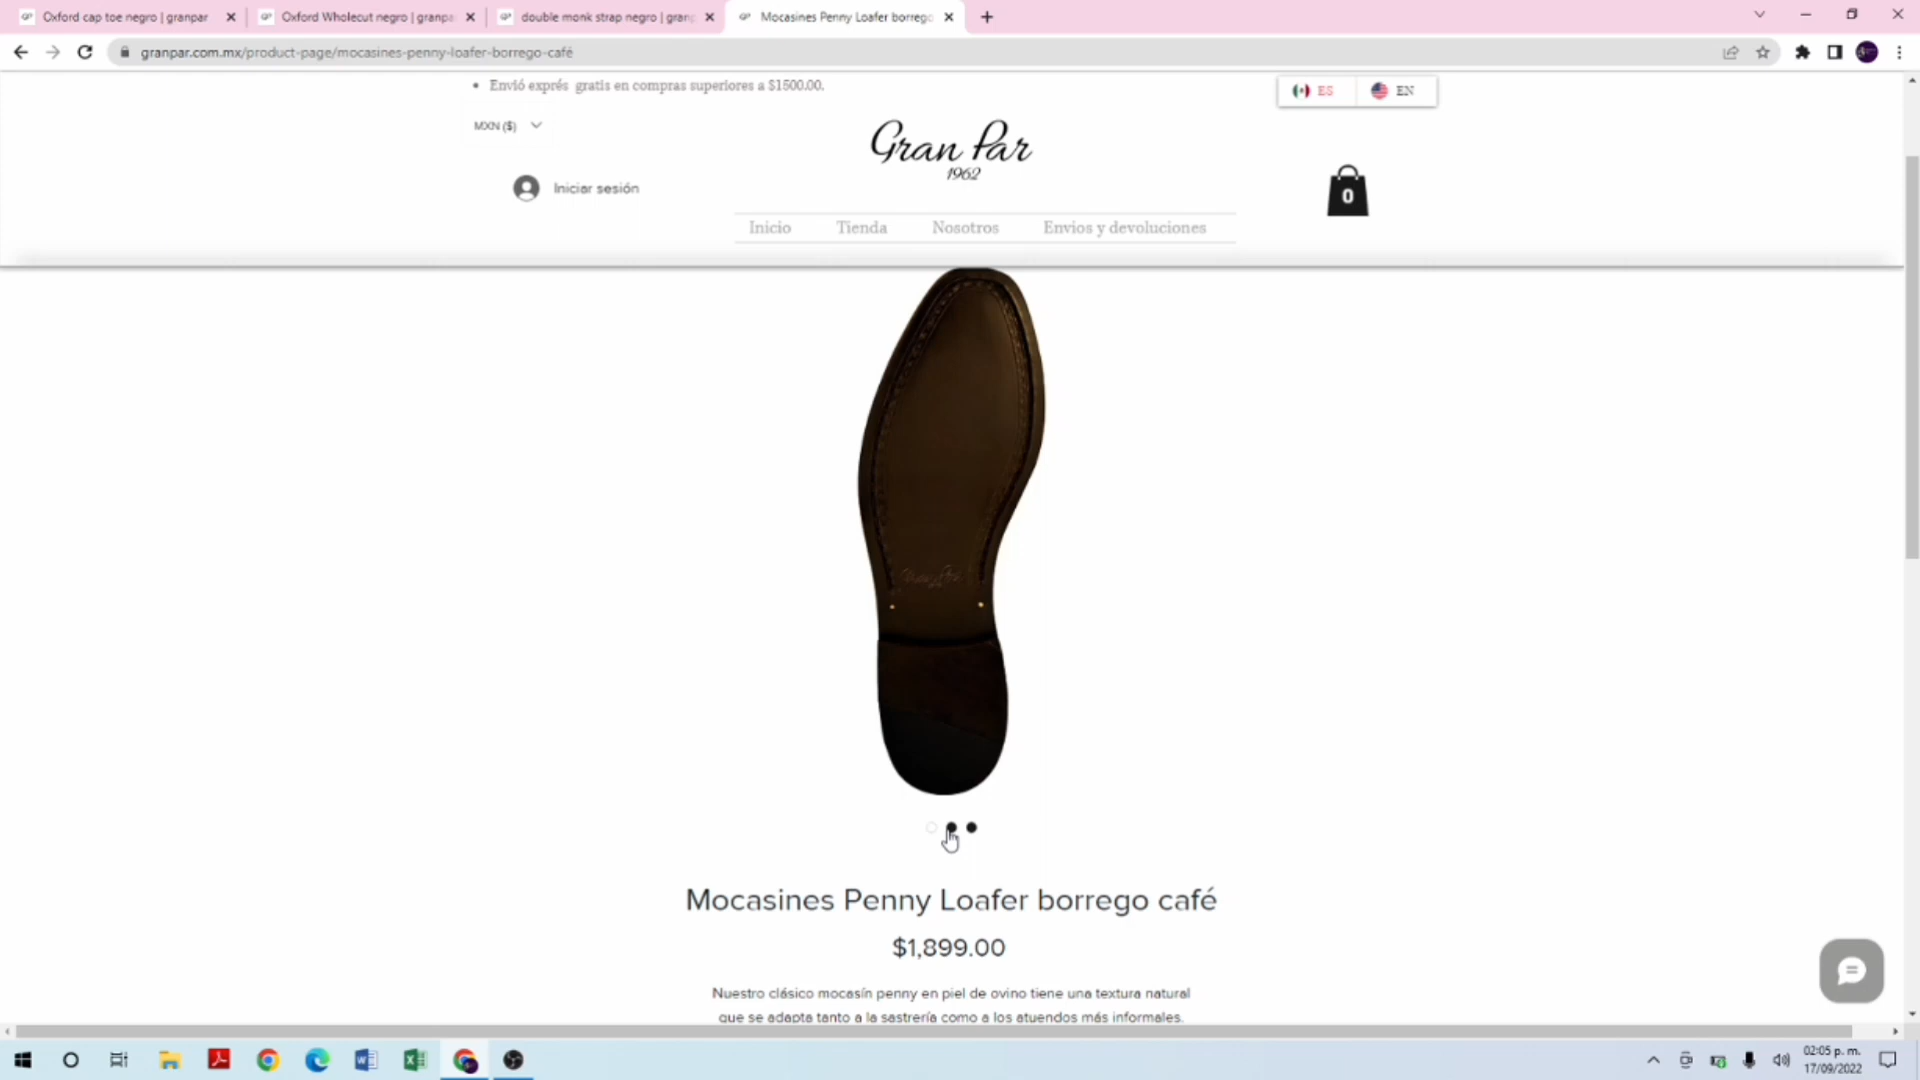 Oxford cap toe negro | granpar
Oxford Wholecut negro | granpa
double monk strap negro | gran
Mocasines Penny Loafer borrego
granpar.com.mx/product-page/mocasines-penny-loafer-borrego-café
Envió exprés gratis en compras superiores a $1500.00.
ES
EN
MXN ($)
Gran Par
1962
Iniciar sesión
0
Inicio
Tienda
Nosotros
Envios y devoluciones
Gran Par
Mocasines Penny Loafer borrego café
$1,899.00
Nuestro clásico mocasín penny en piel de ovino tiene una textura natural
que se adapta tanto a la sastrería como a los atuendos más informales.
02:05 p. m.
17/09/2022